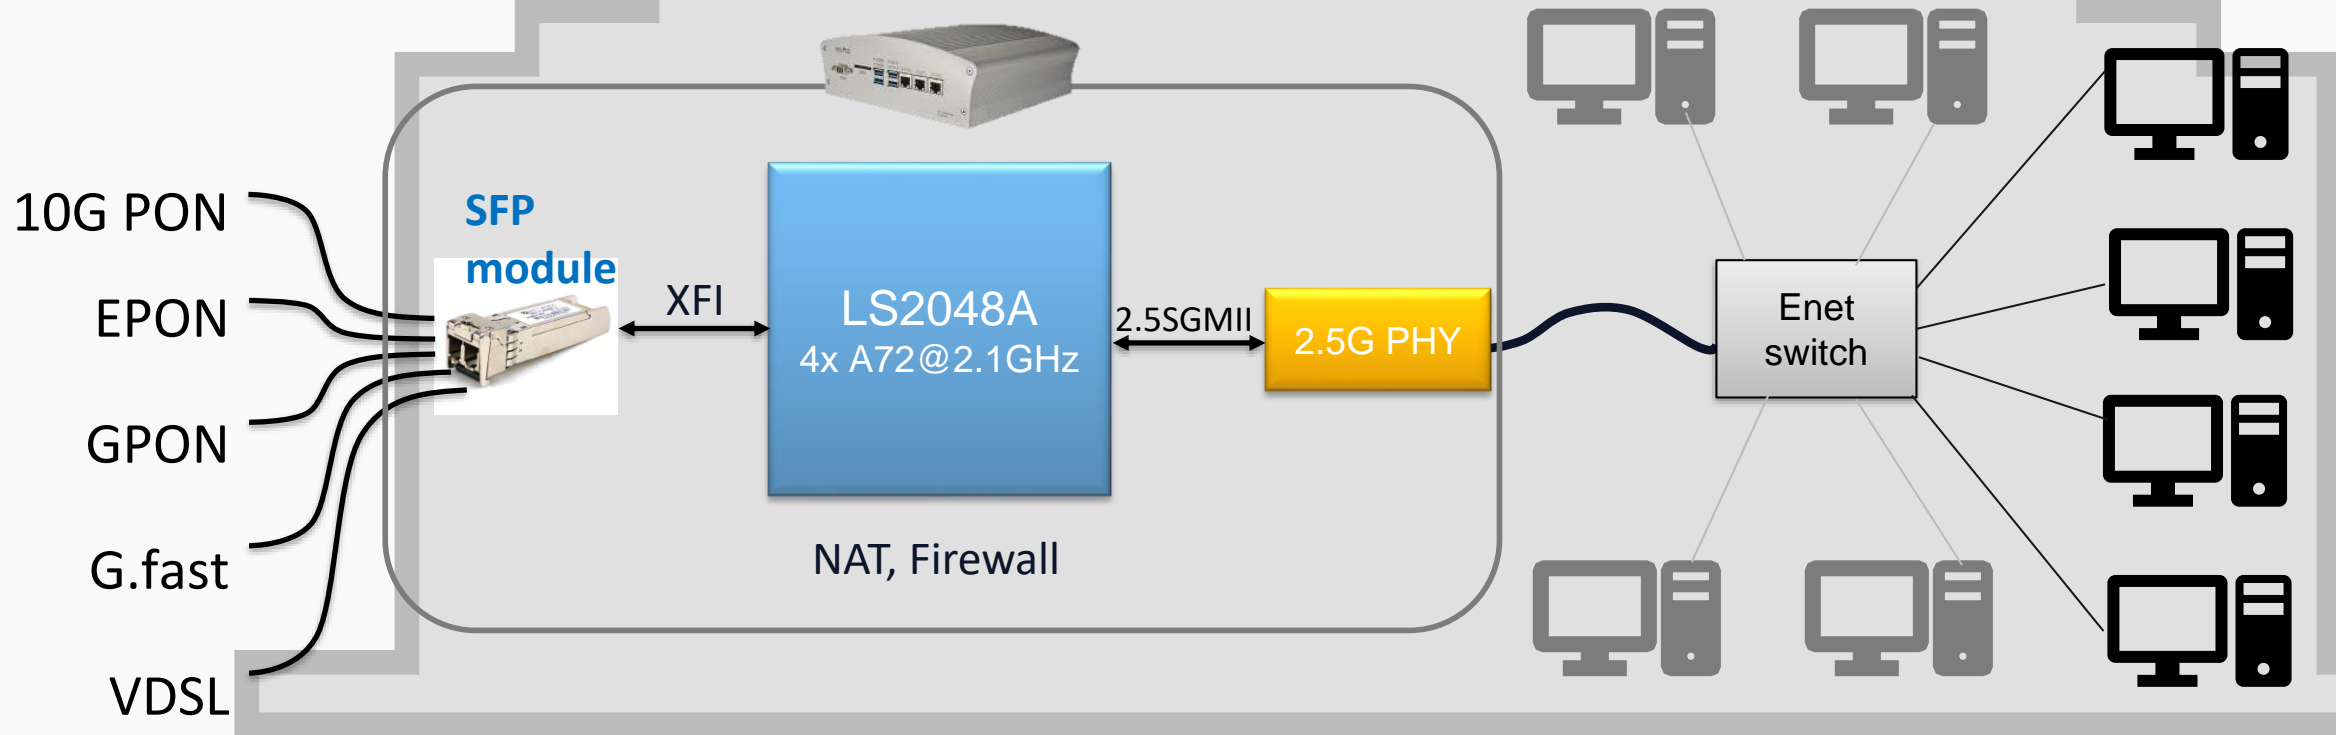 10G PON
EPON
GPON
G.fast
VDSL
SFP
module
XFI
LS2048A
4x A72@2.1GHz
NAT, Firewall
2.5SGMII
2.5G PHY
Enet
switch